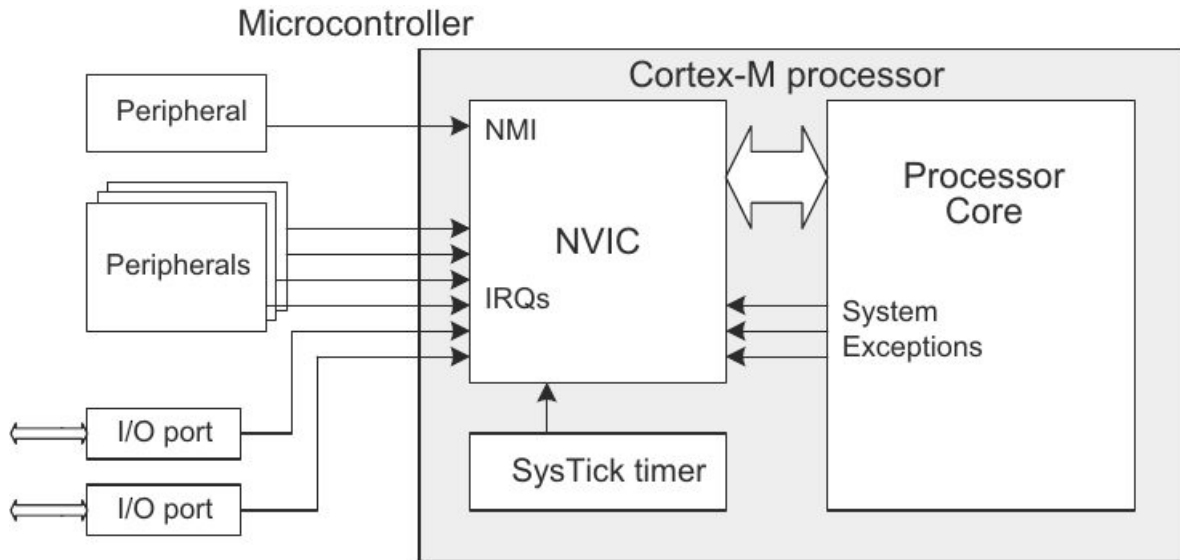 Microcontroller
Cortex-M processor
Peripheral
NMI
Processor
Core
NVIC
Peripherals
IRQs
System
Exceptions
I/O port
SysTick timer
I/O port